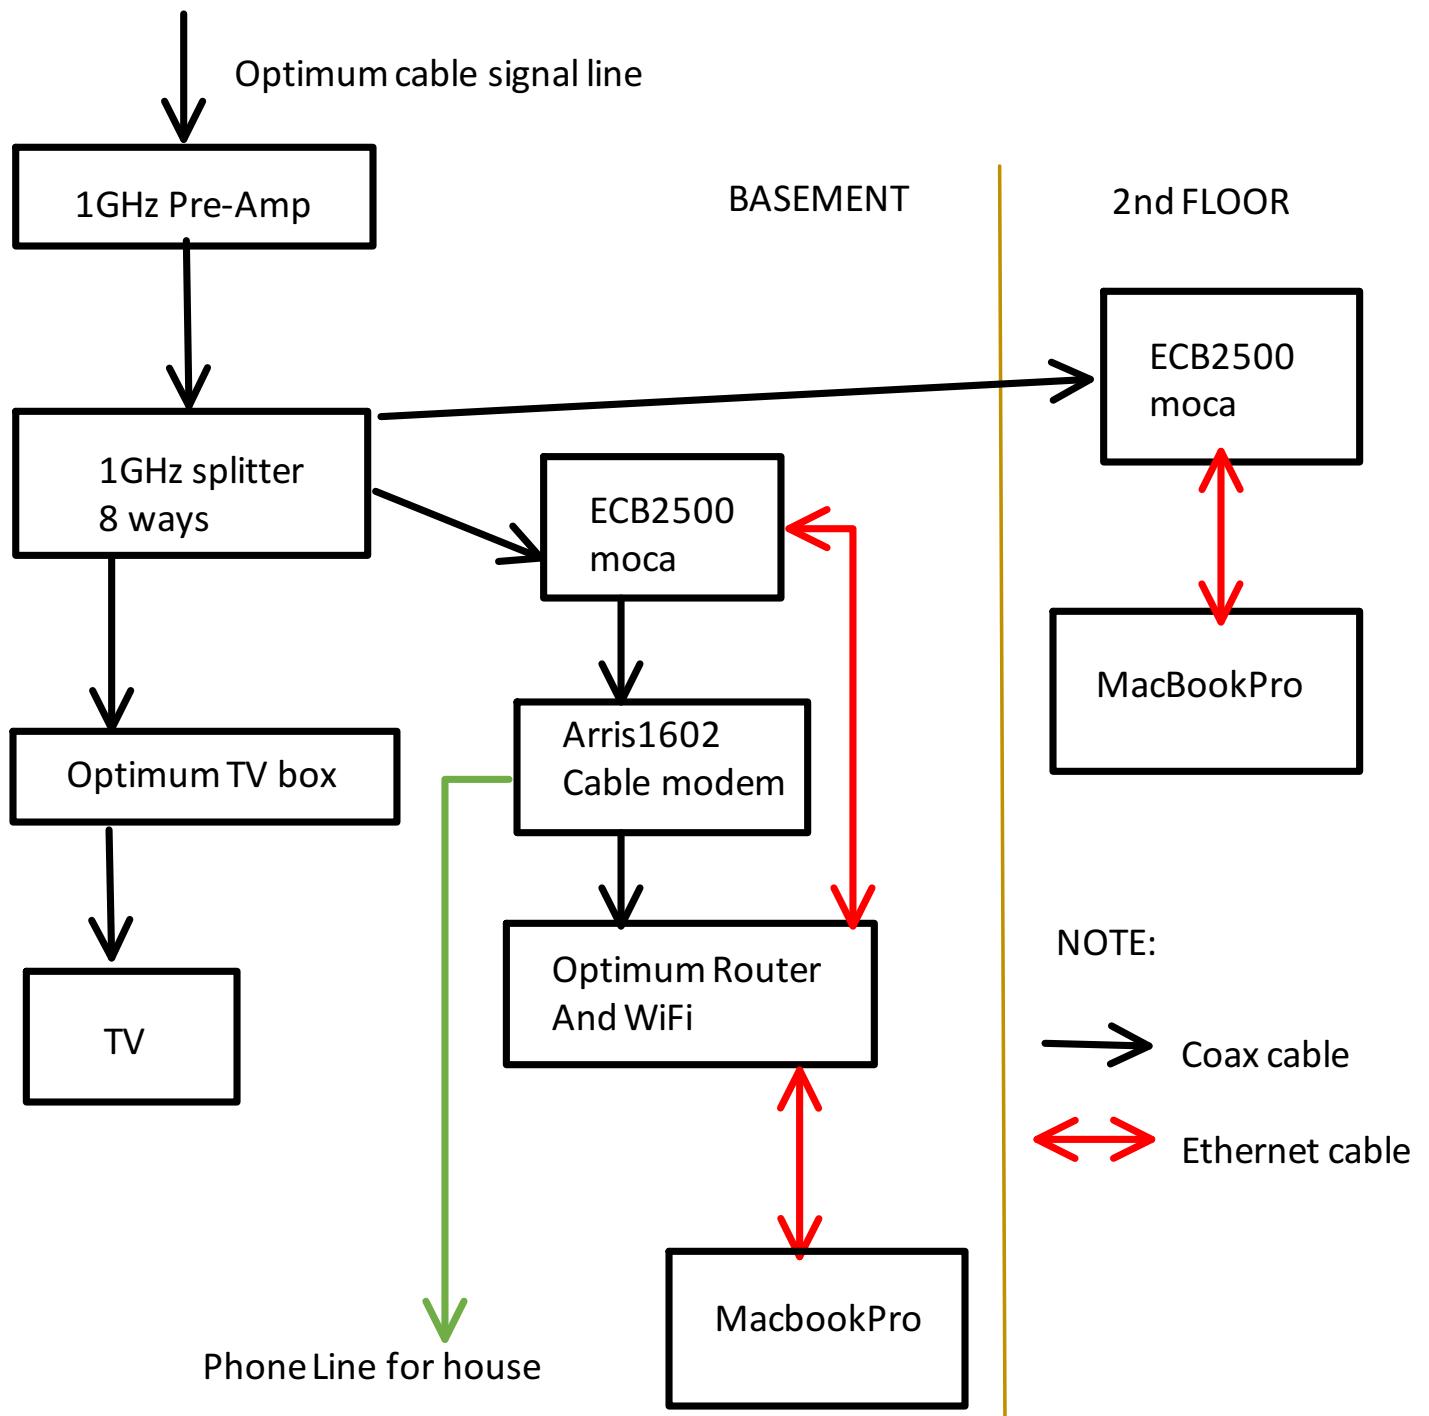 Optimum cable signal line
1GHz Pre-Amp
BASEMENT
2nd FLOOR
ECB2500
moca
1GHz splitter
8 ways
ECB2500
moca
MacBookPro
Arris1602
Cable modem
Optimum TV box
NOTE:
Optimum Router
And WiFi
TV
Coax cable
Ethernet cable
MacbookPro
Phone Line for house